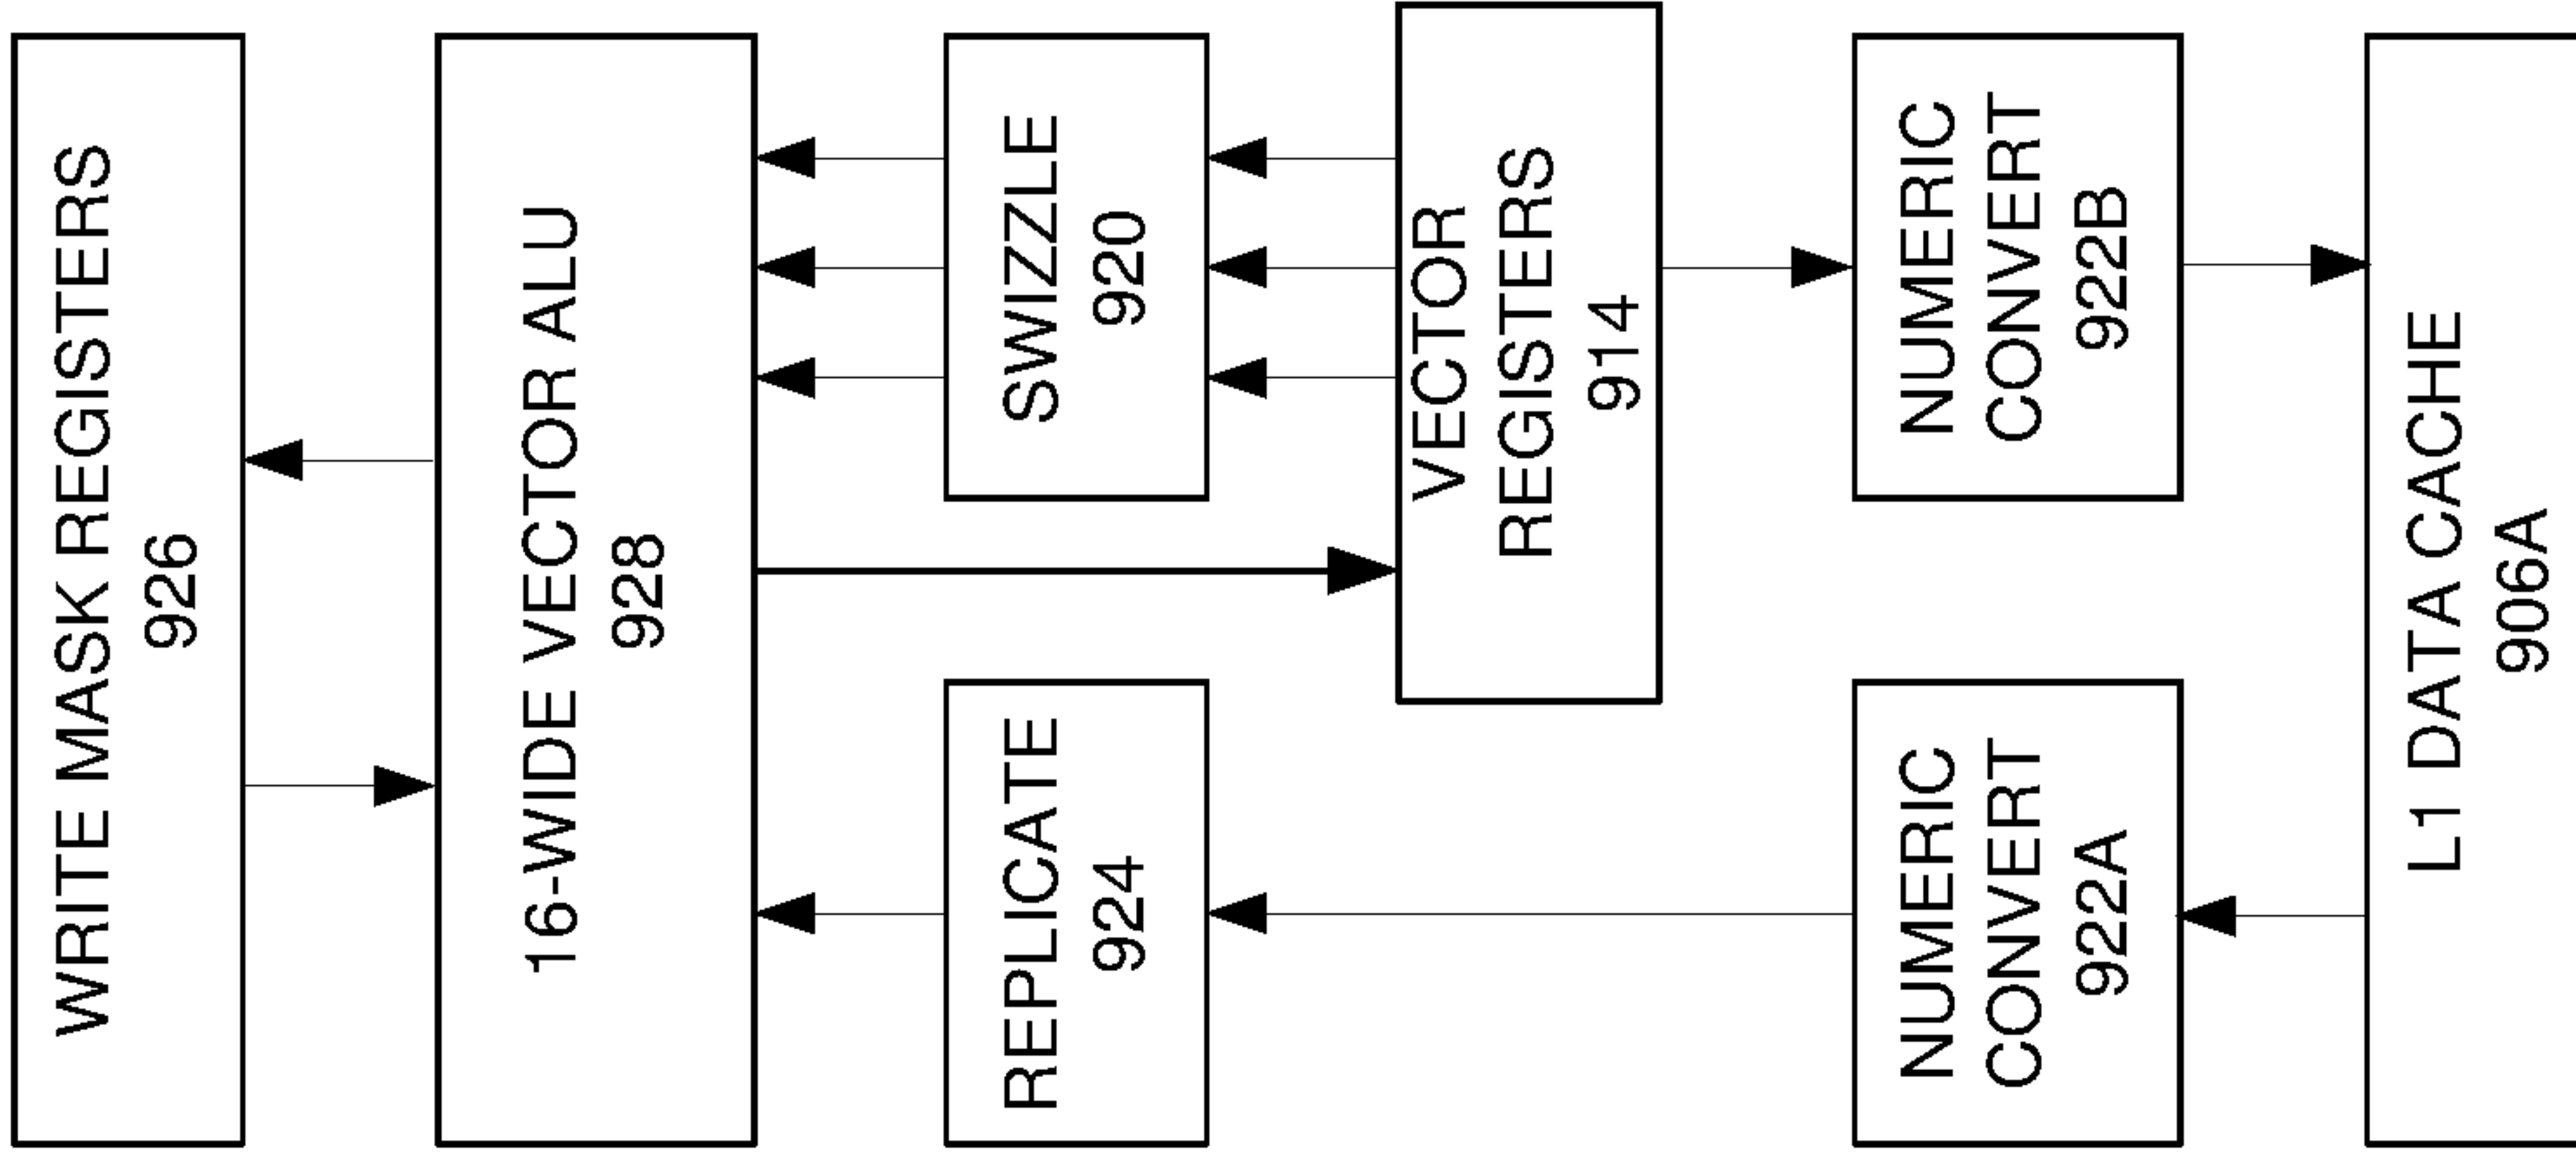 WRITE MASK REGISTERS
926
16-WIDE VECTOR ALU
928
REPLICATE
924
SWIZZLE
920
VECTOR
REGISTERS
914
NUMERIC
CONVERT
922A
NUMERIC
CONVERT
922B
L1 DATA CACHE
906A